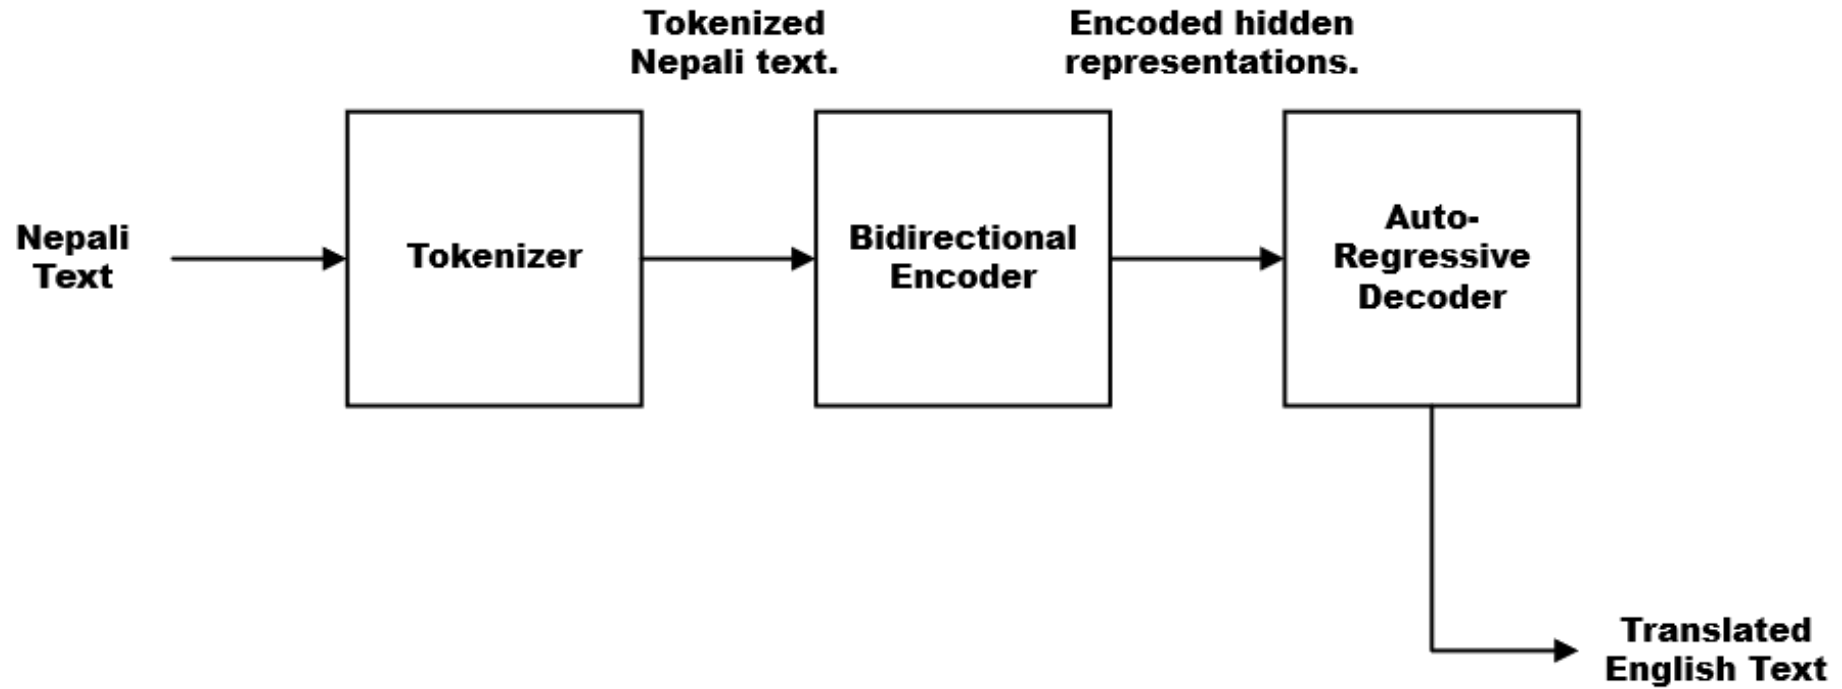 Tokenized
Nepali text.
Encoded hidden
representations.
Nepali
Text
Tokenizer
Bidirectional
Encoder
Auto-
Regressive
Decoder
Translated
English Text